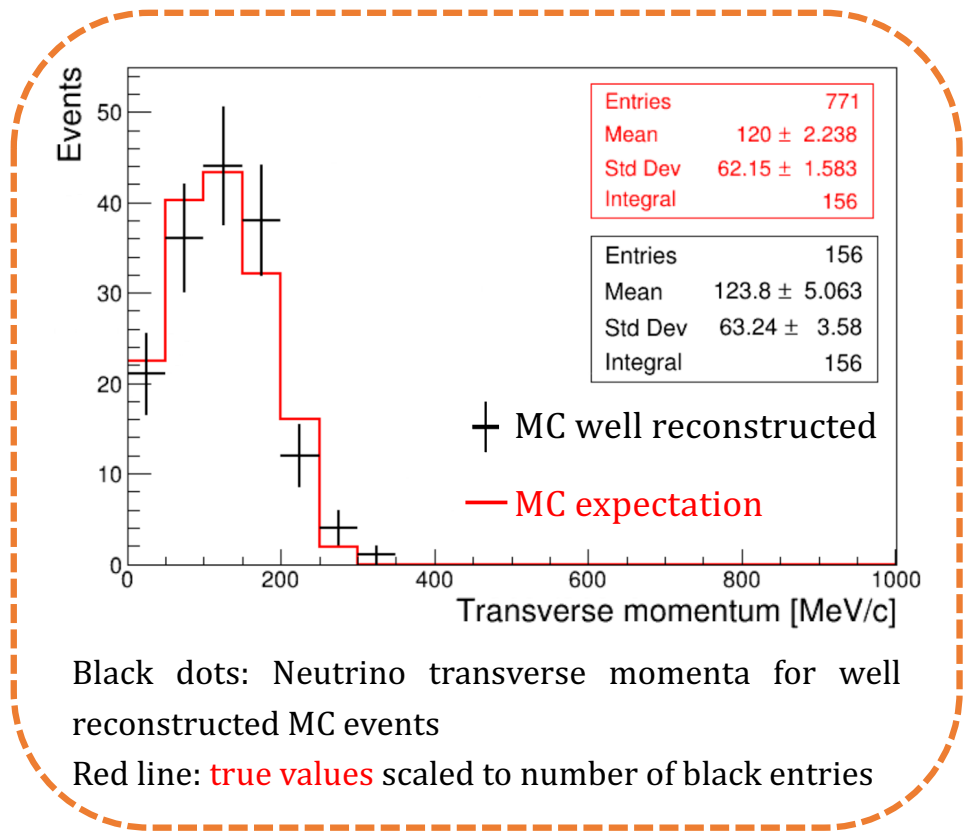 Events
50
40
30
20
10
0
0 200 400 600 800 1000
Transverse momentum [MeV/c]
Entries 771
Mean 120 ± 2.238
Std Dev 62.15 ± 1.583
Integral 156
Entries 156
Mean 123.8 ± 5.063
Std Dev 63.24 ± 3.58
Integral 156
MC well reconstructed
MC expectation
Black dots: Neutrino transverse momenta for well
reconstructed MC events
Red line: true values scaled to number of black entries